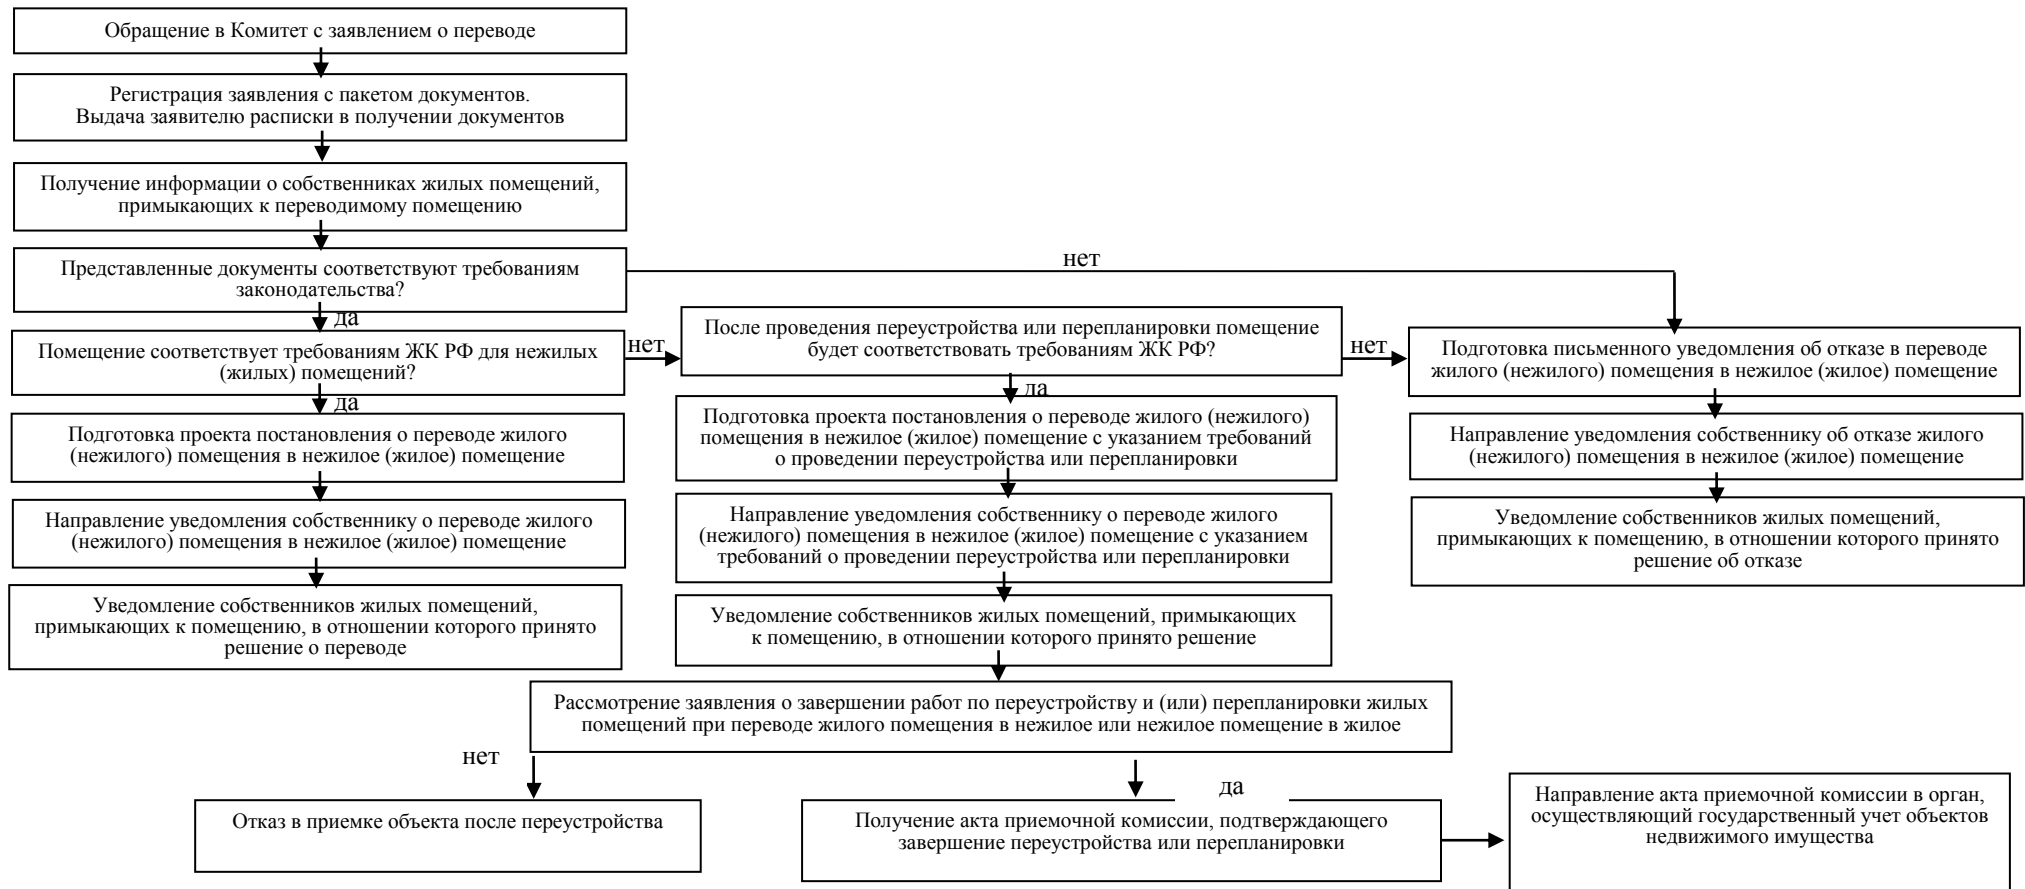 Обращение в Комитет с заявлением о переводе
Регистрация заявления с пакетом документов.
Выдача заявителю расписки в получении документов
Получение информации о собственниках жилых помещений,
примыкающих к переводимому помещению
Представленные документы соответствуют требованиям
законодательства?
нет
да
Помещение соответствует требованиям ЖК РФ для нежилых
(жилых) помещений?
нет
После проведения переустройства или перепланировки помещение
будет соответствовать требованиям ЖК РФ?
нет
Подготовка письменного уведомления об отказе в переводе
жилого (нежилого) помещения в нежилое (жилое) помещение
да
да
Подготовка проекта постановления о переводе жилого
(нежилого) помещения в нежилое (жилое) помещение
Подготовка проекта постановления о переводе жилого (нежилого)
помещения в нежилое (жилое) помещение с указанием требований
о проведении переустройства или перепланировки
Направление уведомления собственнику об отказе жилого
(нежилого) помещения в нежилое (жилое) помещение
Направление уведомления собственнику о переводе жилого
(нежилого) помещения в нежилое (жилое) помещение
Направление уведомления собственнику о переводе жилого
(нежилого) помещения в нежилое (жилое) помещение с указанием
требований о проведении переустройства или перепланировки
Уведомление собственников жилых помещений,
примыкающих к помещению, в отношении которого принято
решение об отказе
Уведомление собственников жилых помещений,
примыкающих к помещению, в отношении которого принято
решение о переводе
Уведомление собственников жилых помещений, примыкающих
к помещению, в отношении которого принято решение
Рассмотрение заявления о завершении работ по переустройству и (или) перепланировки жилых
помещений при переводе жилого помещения в нежилое или нежилое помещение в жилое
нет
да
Отказ в приемке объекта после переустройства
Получение акта приемочной комиссии, подтверждающего
завершение переустройства или перепланировки
Направление акта приемочной комиссии в орган,
осуществляющий государственный учет объектов
недвижимого имущества